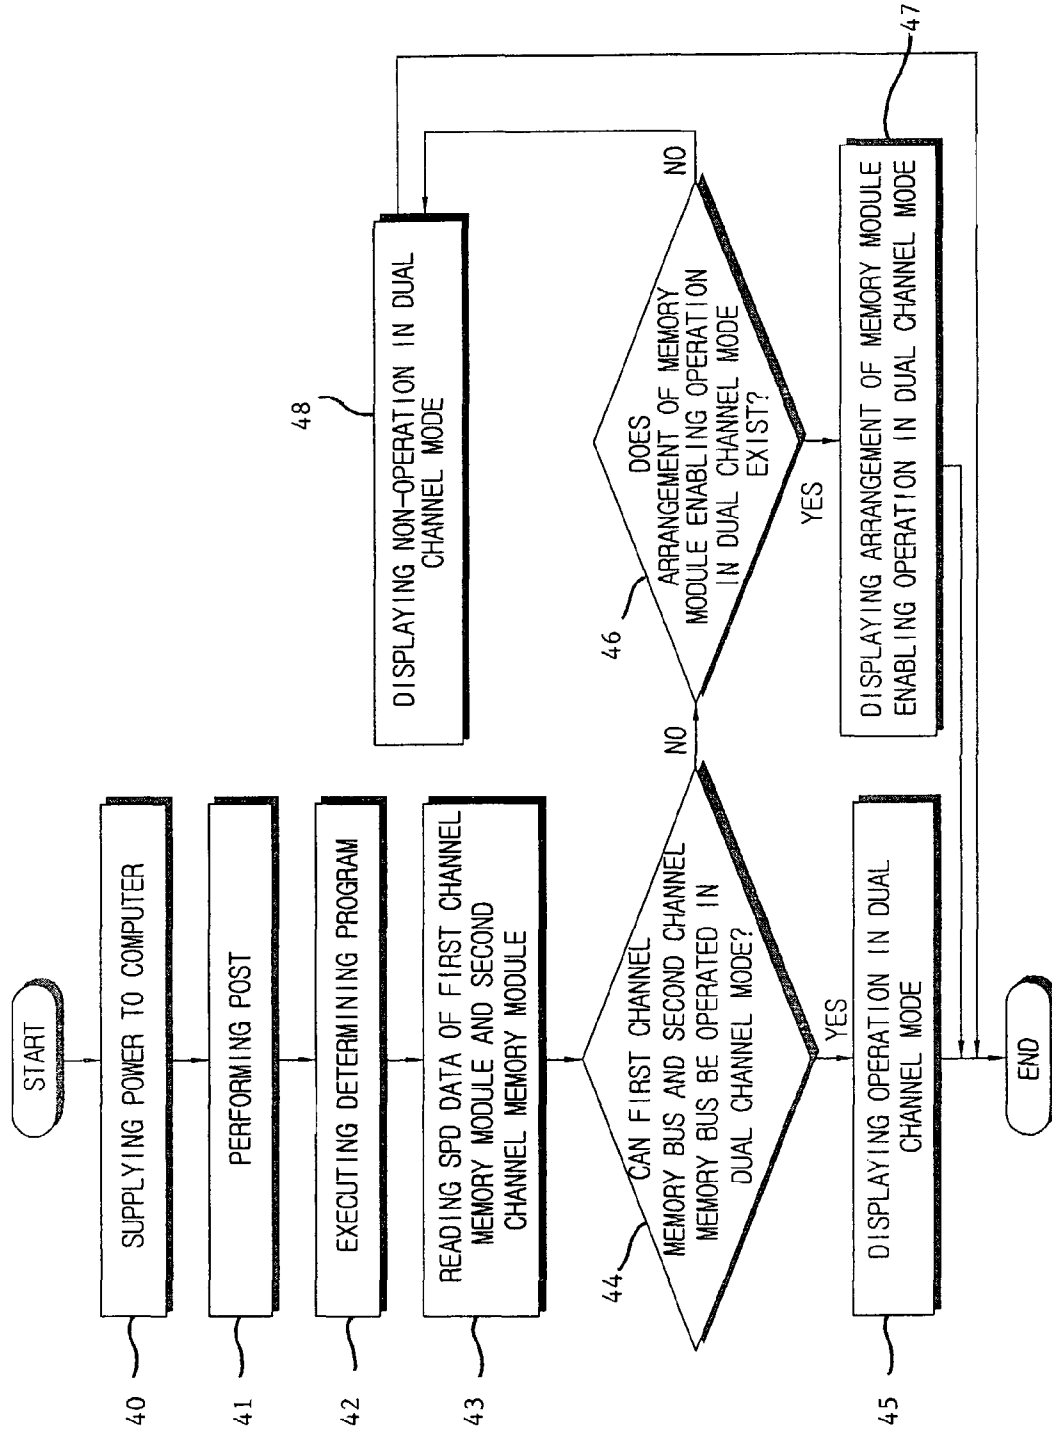 START
40
SUPPLYING POWER TO COMPUTER
41
PERFORMING POST
42
EXECUTING DETERMINING PROGRAM
43
READING SPD DATA OF FIRST CHANNEL
MEMORY MODULE AND SECOND
CHANNEL MEMORY MODULE
44
CAN FIRST CHANNEL
MEMORY BUS AND SECOND CHANNEL
MEMORY BUS BE OPERATED IN
DUAL CHANNEL MODE?
NO
YES
45
DISPLAYING OPERATION IN DUAL
CHANNEL MODE
END
46
DOES
ARRANGEMENT OF MEMORY
MODULE ENABLING OPERATION
IN DUAL CHANNEL MODE
EXIST?
NO
YES
47
DISPLAYING ARRANGEMENT OF MEMORY MODULE
ENABLING OPERATION IN DUAL CHANNEL MODE
48
DISPLAYING NON-OPERATION IN DUAL
CHANNEL MODE